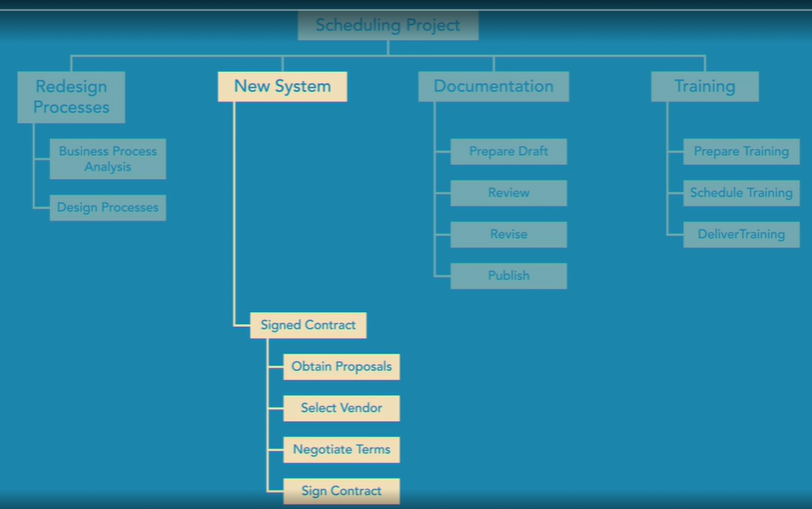 Scheduling Project
Redesign
Processes
New System
Documentation
Training
Business Process
Analysis
Design Processes
Prepare Draft
Review
Revise
Publish
Prepare Training
Schedule Training
DeliverTraining
Signed Contract
Obtain Proposals
Select Vendor
Negotiate Terms
Sign Contract